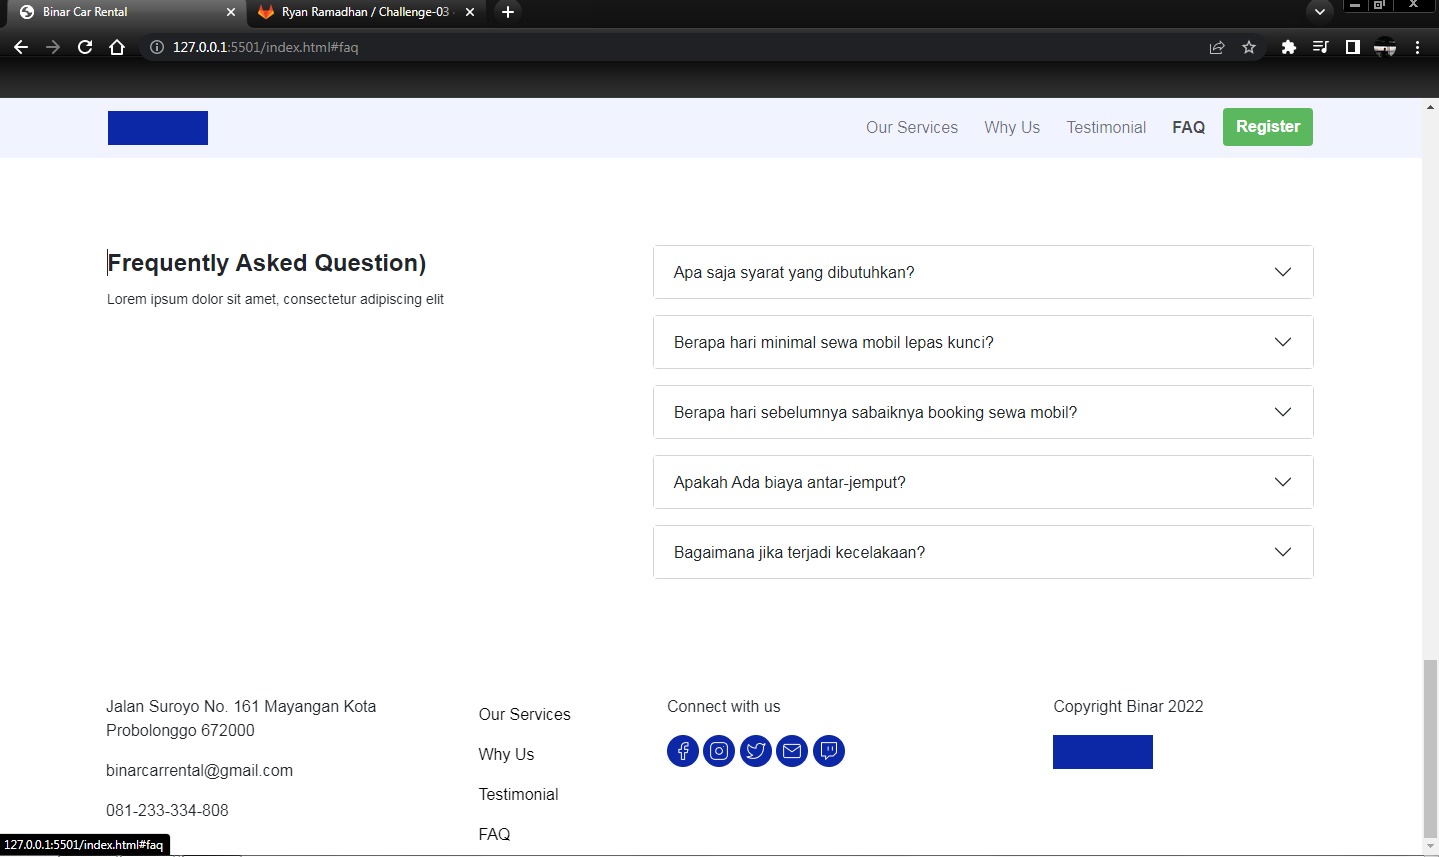 Binar Car Rental
Ryan Ramadhan / Challenge-03
127.0.0.1:5501/index.html#faq
Our Services
Why Us
Testimonial
FAQ
Register
Frequently Asked Question)
Lorem ipsum dolor sit amet, consectetur adipiscing elit
Apa saja syarat yang dibutuhkan?
Berapa hari minimal sewa mobil lepas kunci?
Berapa hari sebelumnya sabaiknya booking sewa mobil?
Apakah Ada biaya antar-jemput?
Bagaimana jika terjadi kecelakaan?
Jalan Suroyo No. 161 Mayangan Kota
Probolonggo 672000
binarcarrental@gmail.com
081-233-334-808
Our Services
Why Us
Testimonial
FAQ
Connect with us
Copyright Binar 2022
127.0.0.1:5501/index.html#faq